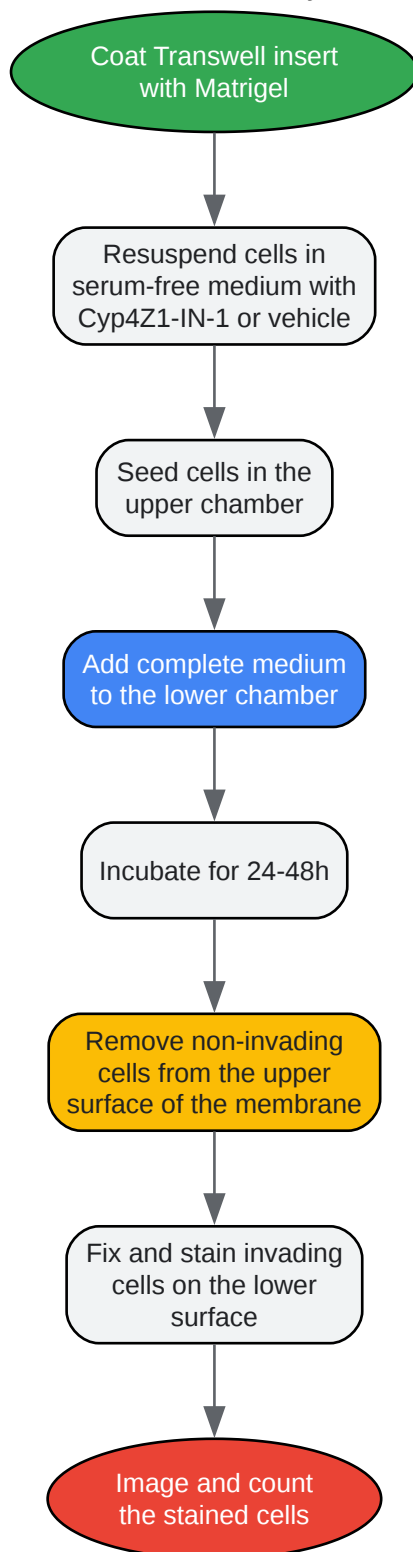 Coat Transwell insert
with Matrigel
Resuspend cells in
serum-free medium with
Cyp4Z1-IN-1 or vehicle
Seed cells in the
upper chamber
Add complete medium
to the lower chamber
Incubate for 24-48h
Remove non-invading
cells from the upper
surface of the membrane
Fix and stain invading
cells on the lower
surface
Image and count
the stained cells